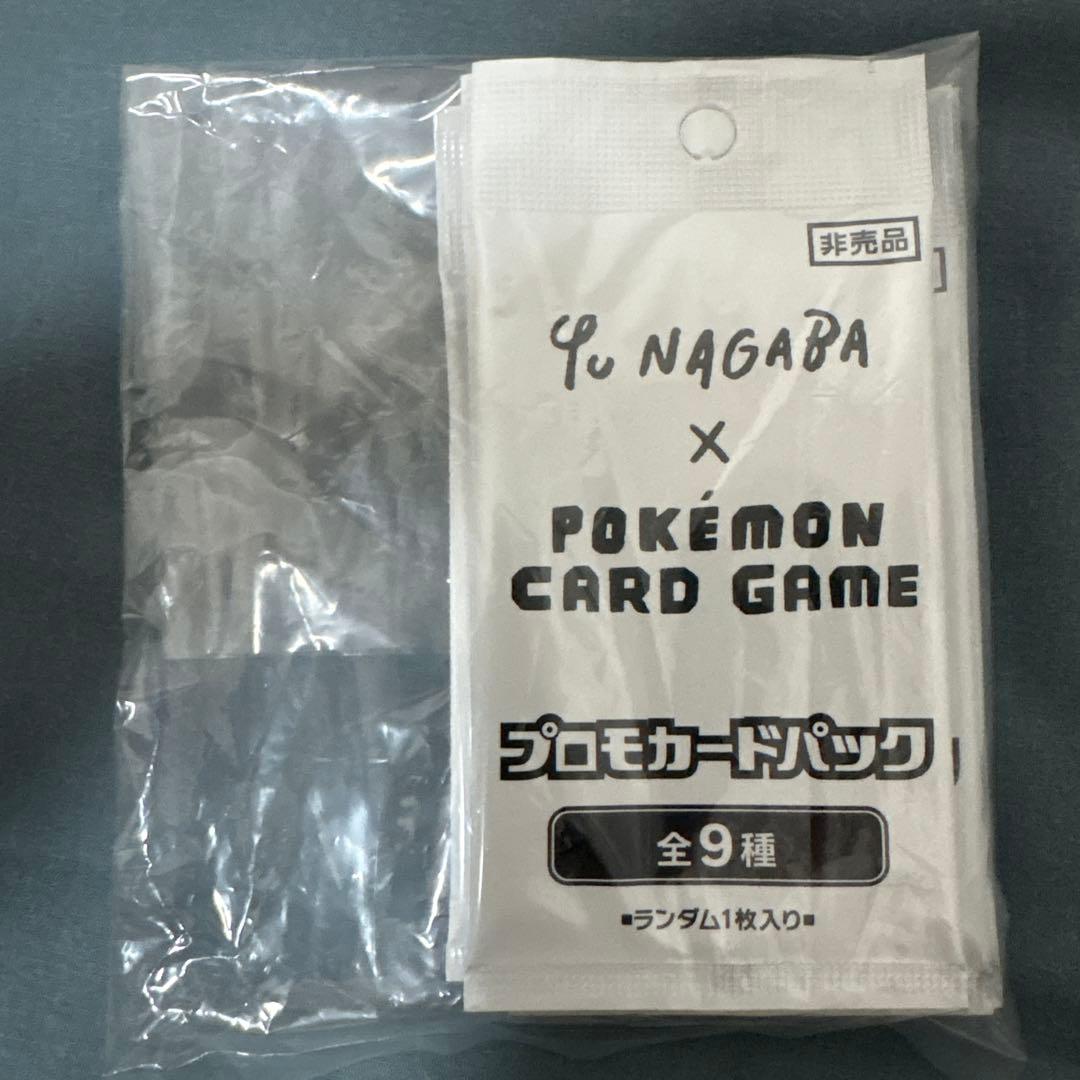 非売品
Yu NAGABA
×
POKÉMON
CARD GAME
プロモカードパック
全9種
▪ランダム1枚入り▪